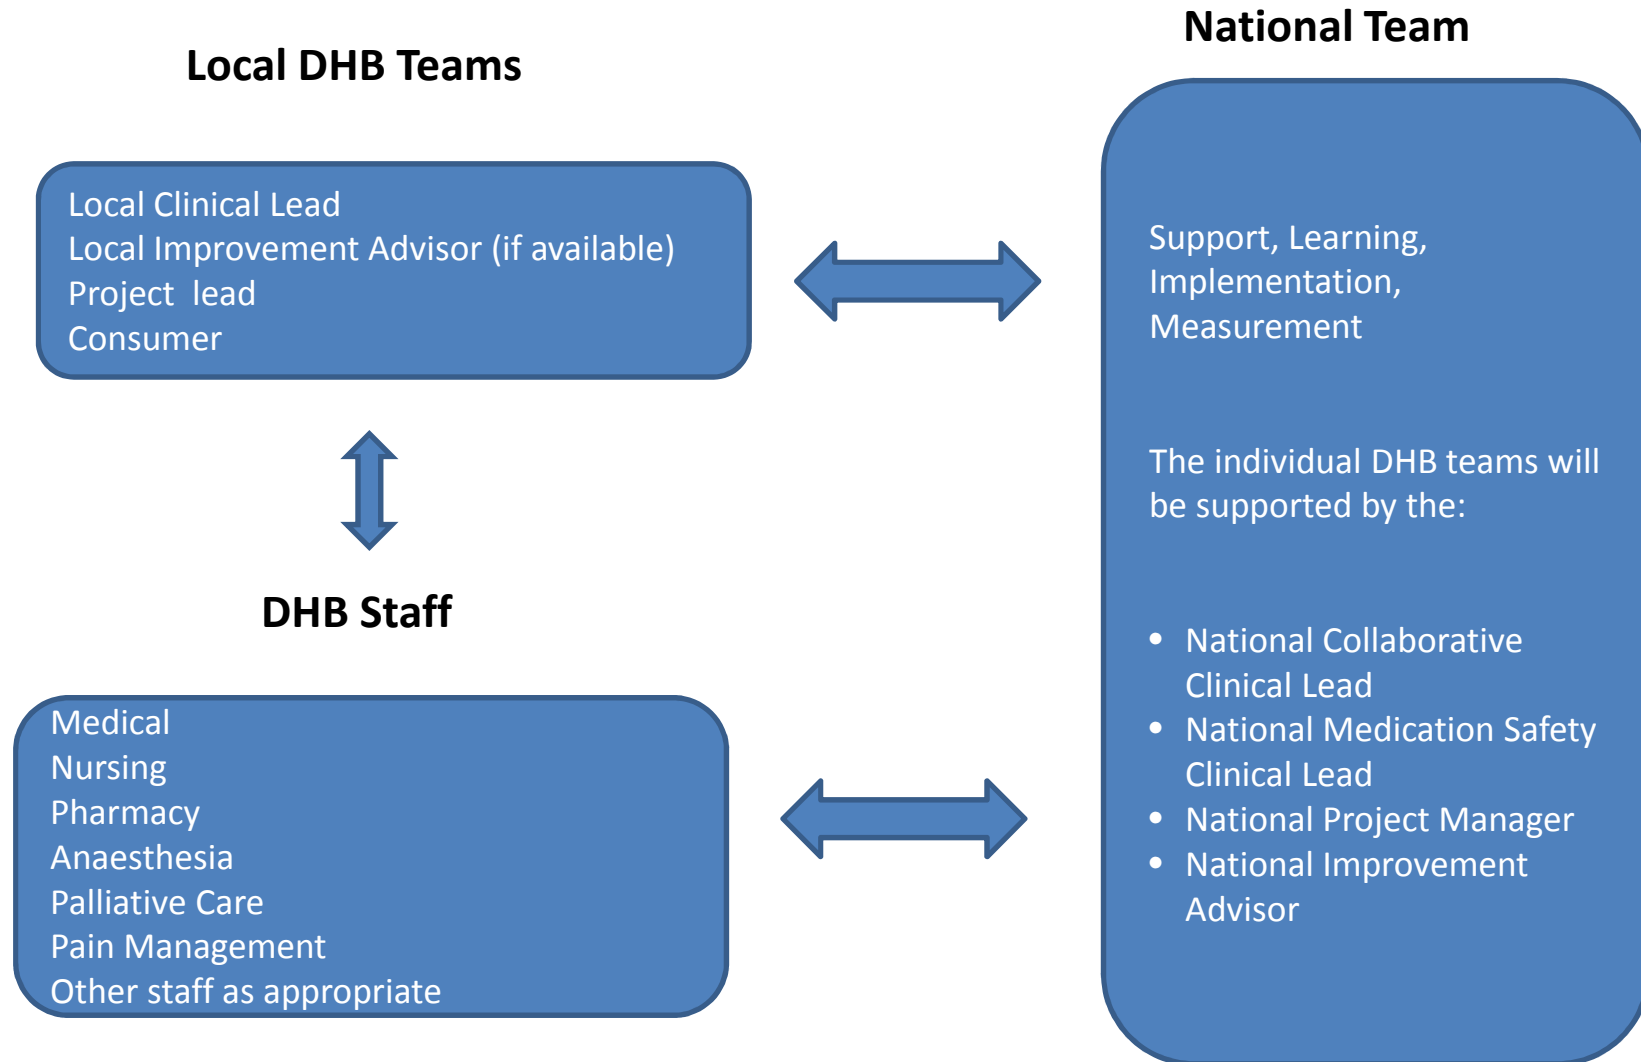 Local DHB Teams
Local Clinical Lead
Local Improvement Advisor (if available)
Project  lead
Consumer
DHB Staff
Medical
Nursing
Pharmacy
Anaesthesia
Palliative Care
Pain Management
Other staff as appropriate
National Team
Support, Learning,
Implementation,
Measurement
The individual DHB teams will
be supported by the:
• National Collaborative
Clinical Lead
• National Medication Safety
Clinical Lead
• National Project Manager
• National Improvement
Advisor